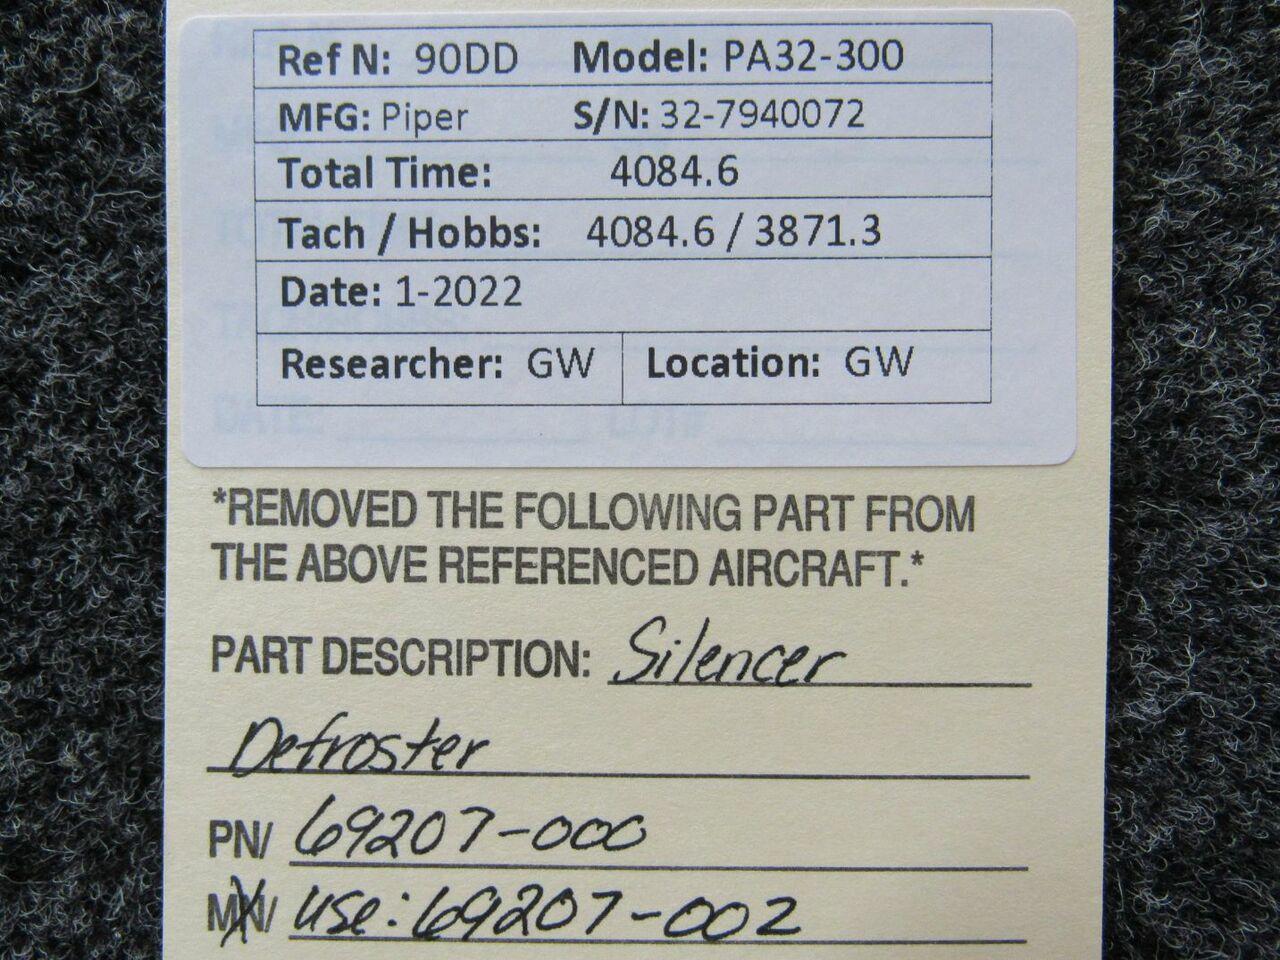 Ref N: 90DD Model: PA32-300
MFG: Piper S/N: 32-7940072
Total Time: 4084.6
Tach / Hobbs: 4084.6 / 3871.3
Date: 1-2022
Researcher: GW Location: GW
*REMOVED THE FOLLOWING PART FROM
THE ABOVE REFERENCED AIRCRAFT.*
PART DESCRIPTION: Silencer
Defroster
PN/ 69207-000
use: 69207-002